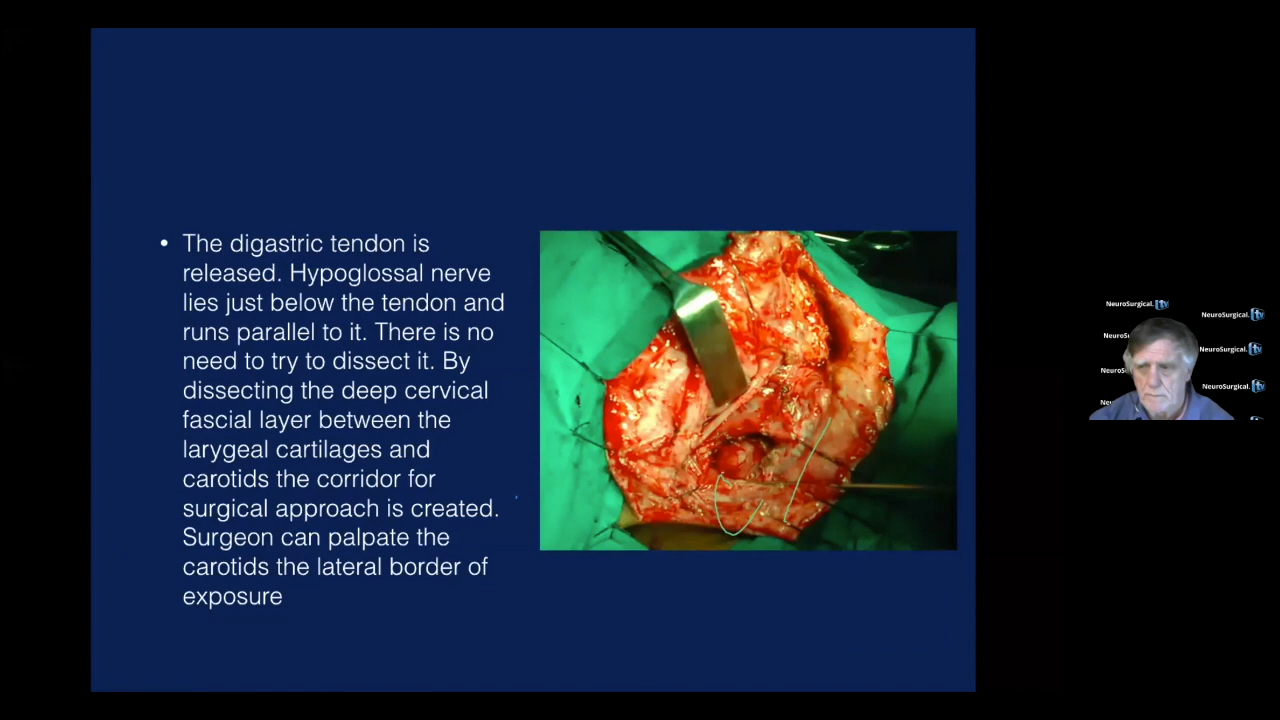 • The digastric tendon is
released. Hypoglossal nerve
lies just below the tendon and
runs parallel to it. There is no
need to try to dissect it. By
dissecting the deep cervical
fascial layer between the
larygeal cartilages and
carotids the corridor for
surgical approach is created.
Surgeon can palpate the
carotids the lateral border of
exposure
NeuroSurgical.tv
NeuroSurgical.tv
NeuroSurgical.tv
NeuroSurgical.tv